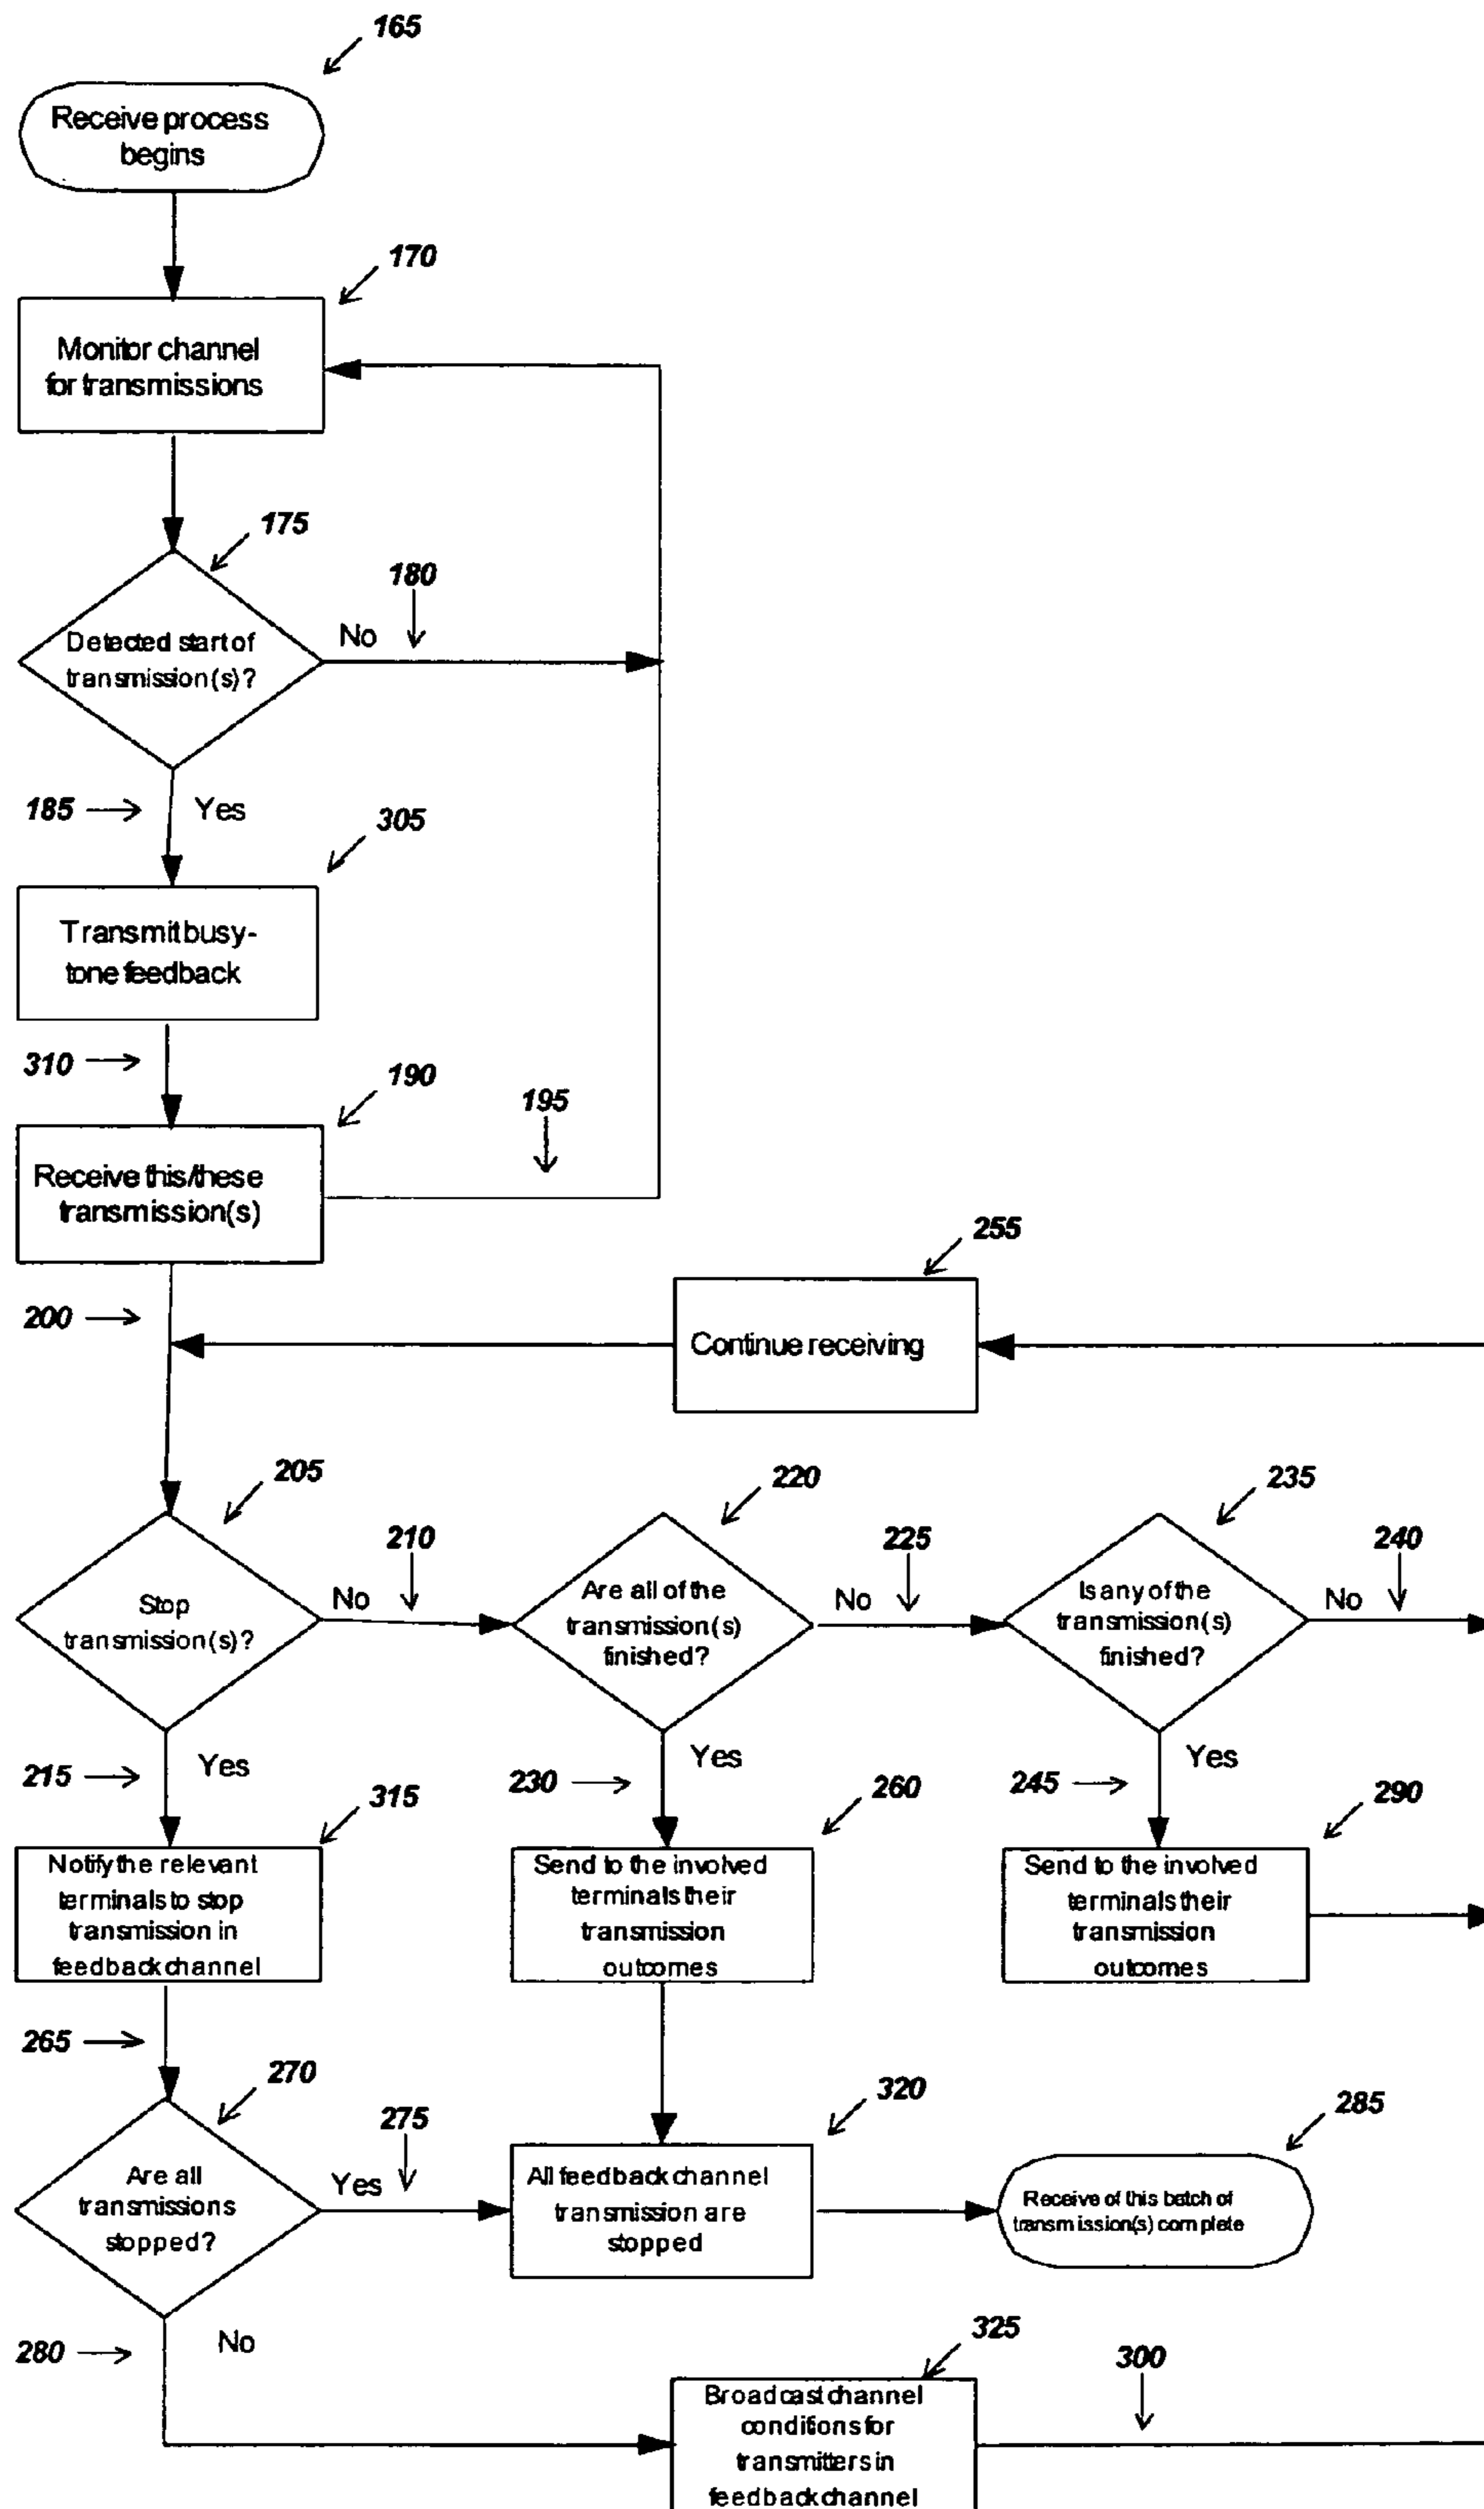 165
Receive process
begins
170
Monitor channel
for transmissions
175
180
Detected start of
transmission(s)?
No
185
Yes
305
Transmit busy-
tone feedback
310
190
195
Receive this/these
transmission(s)
200
255
Continue receiving
205
210
220
225
235
240
Stop
transmission(s)?
No
Are all of the
transmission(s)
finished?
No
Is any of the
transmission(s)
finished?
No
215
Yes
315
230
Yes
260
245
Yes
290
Notify the relevant
terminals to stop
transmission in
feedback channel
Send to the involved
terminals their
transmission
outcomes
Send to the involved
terminals their
transmission
outcomes
265
270
275
320
285
Are all
transmissions
stopped?
Yes
All feedback channel
transmission are
stopped
Receive of this batch of
transmission(s) complete
280
No
325
300
Broadcast channel
conditions for
transmitters in
feedback channel